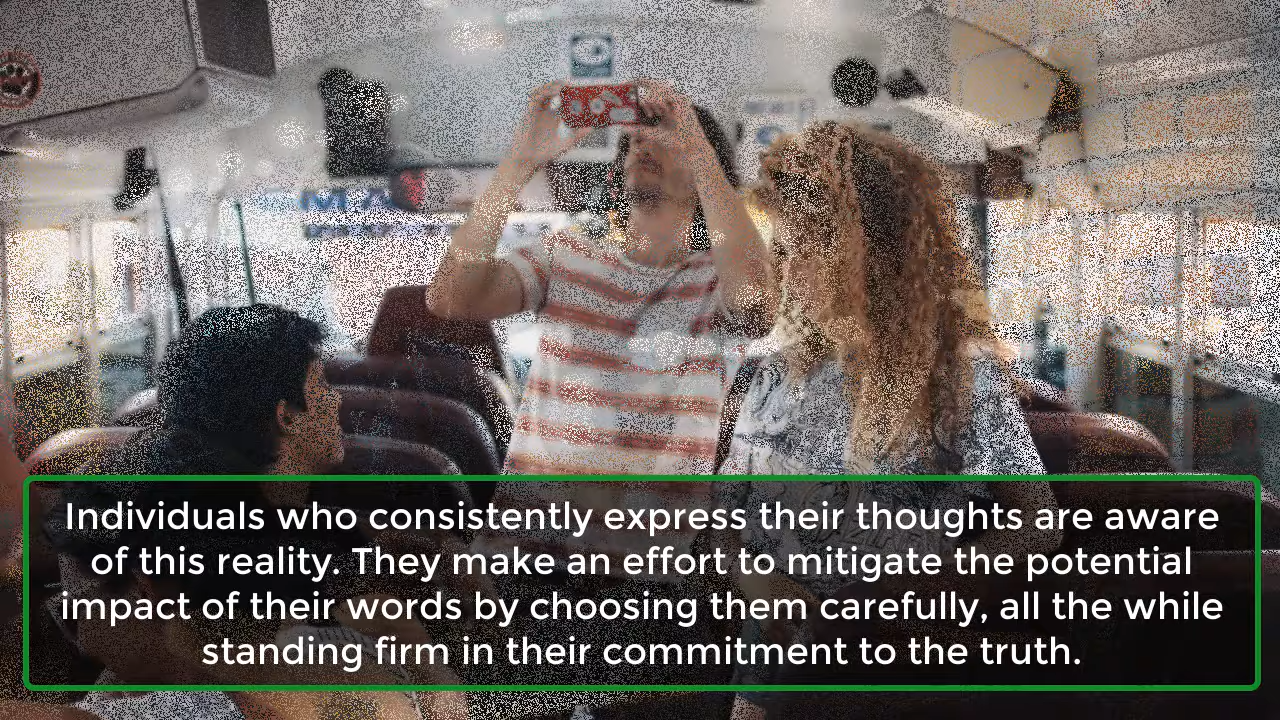 Individuals who consistently express their thoughts are aware
of this reality. They make an effort to mitigate the potential
impact of their words by choosing them carefully, all the while
standing firm in their commitment to the truth.